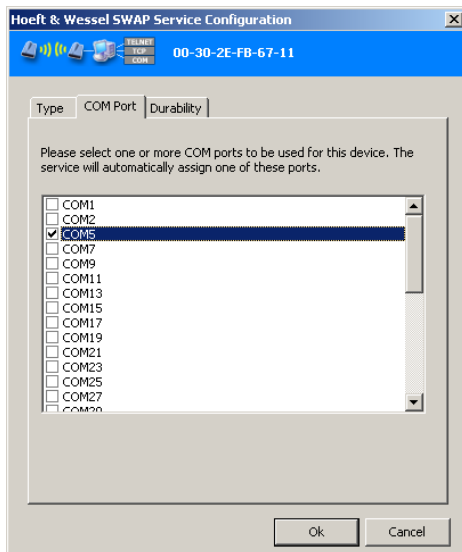 Hoeft & Wessel SWAP Service Configuration
TELNET
TCP
COM
00-30-2E-FB-67-11
Type
COM Port
Durability
Please select one or more COM ports to be used for this device. The
service will automatically assign one of these ports.
COM1
COM2
COM5
COM7
COM9
COM11
COM13
COM15
COM17
COM19
COM21
COM23
COM25
COM27
Ok
Cancel